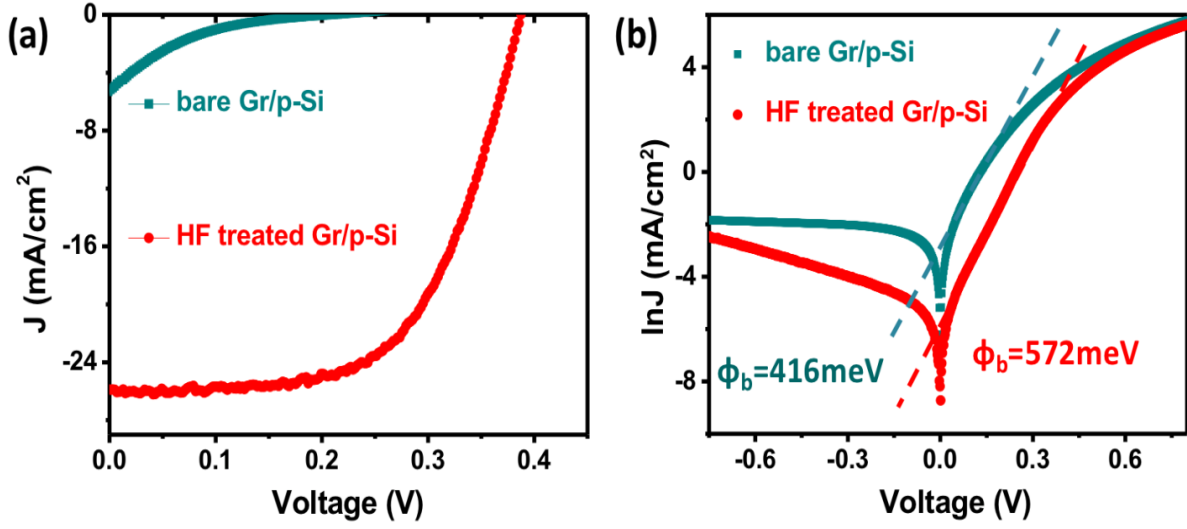 (a)
0
-8
-16
-24
J (mA/cm²)
bare Gr/p-Si
HF treated Gr/p-Si
0.0 0.1 0.2 0.3 0.4
Voltage (V)
(b)
4
0
-4
-8
lnJ (mA/cm²)
bare Gr/p-Si
HF treated Gr/p-Si
ϕb=416meV
ϕb=572meV
-0.6 -0.3 0.0 0.3 0.6
Voltage (V)